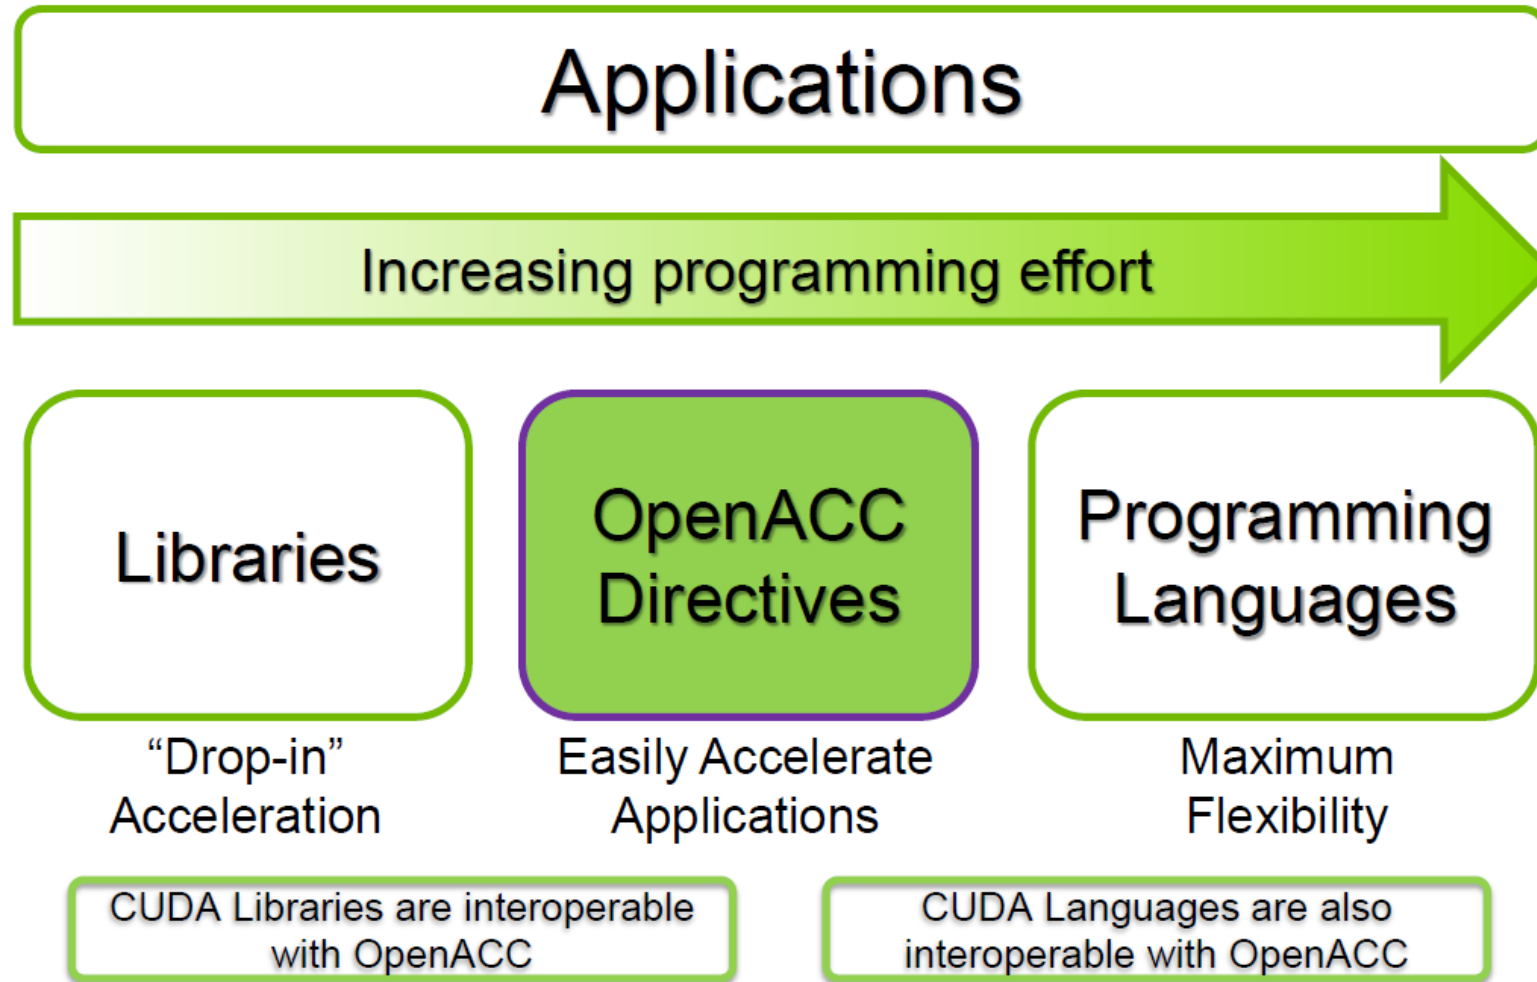 Applications
Increasing programming effort
Libraries
OpenACC
Directives
Programming
Languages
“Drop-in”
Acceleration
Easily Accelerate
Applications
Maximum
Flexibility
CUDA Libraries are interoperable
with OpenACC
CUDA Languages are also
interoperable with OpenACC